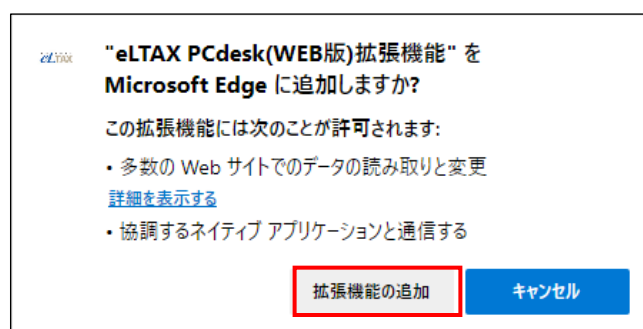 eLTAX
"eLTAX PCdesk(WEB版)拡張機能" を
Microsoft Edge に追加しますか?
この拡張機能には次のことが許可されます:
• 多数の Web サイトでのデータの読み取りと変更
詳細を表示する
• 協調するネイティブ アプリケーションと通信する
拡張機能の追加
キャンセル